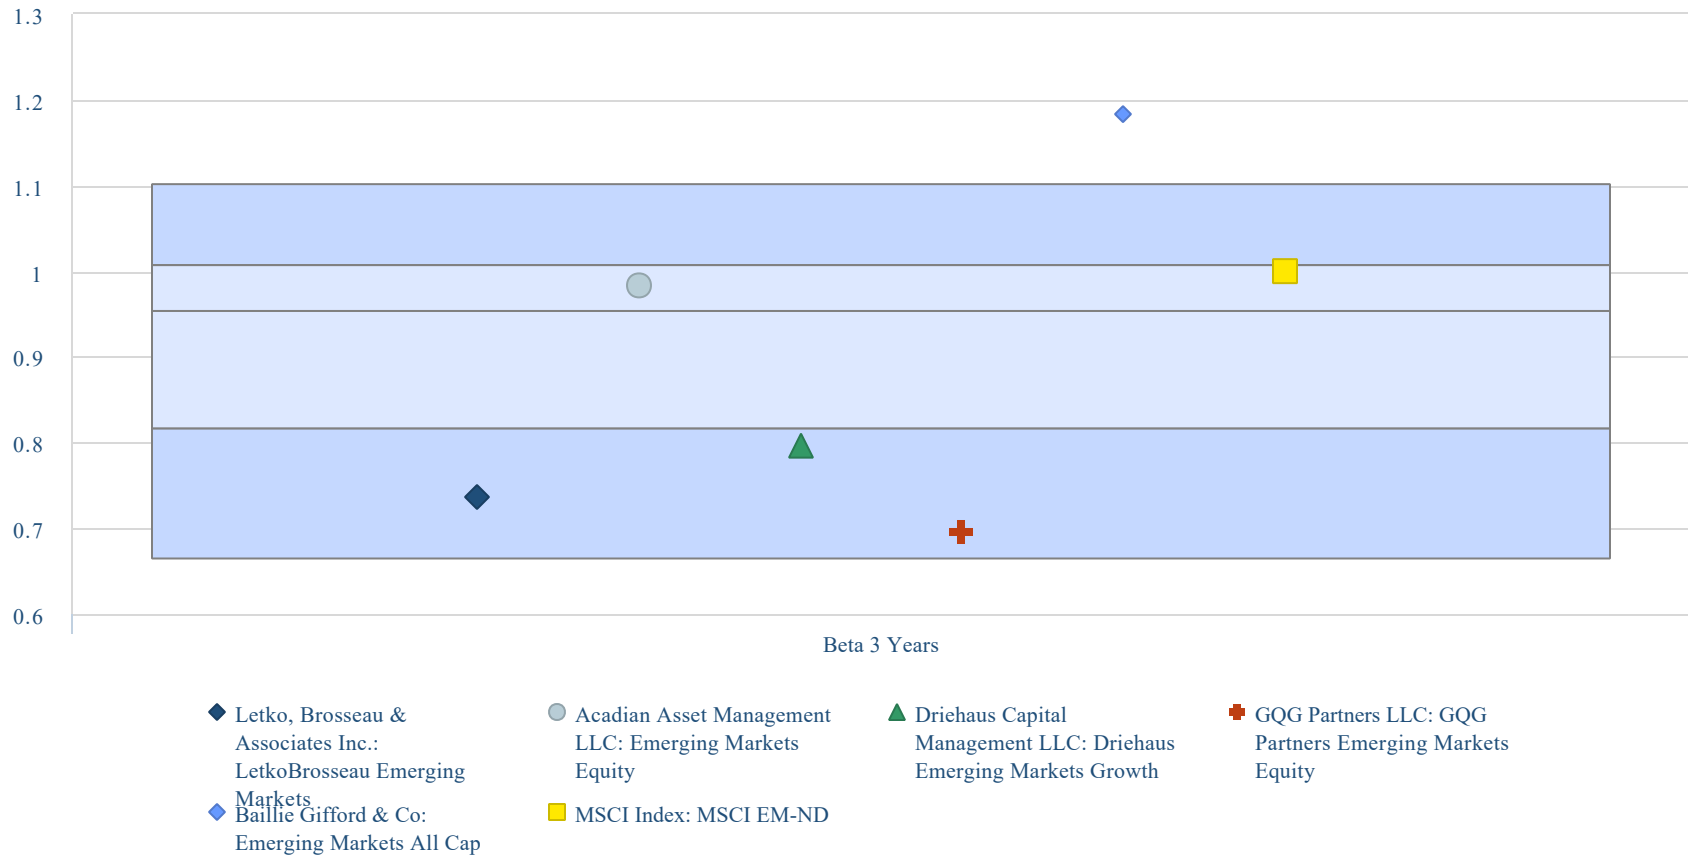 1.3
1.2
1.1
1
0.9
0.8
0.7
0.6
Beta 3 Years
Letko, Brosseau &
Associates Inc.:
LetkoBrosseau Emerging
Markets
Acadian Asset Management
LLC: Emerging Markets
Equity
Driehaus Capital
Management LLC: Driehaus
Emerging Markets Growth
GQG Partners LLC: GQG
Partners Emerging Markets
Equity
Baillie Gifford & Co:
Emerging Markets All Cap
MSCI Index: MSCI EM-ND